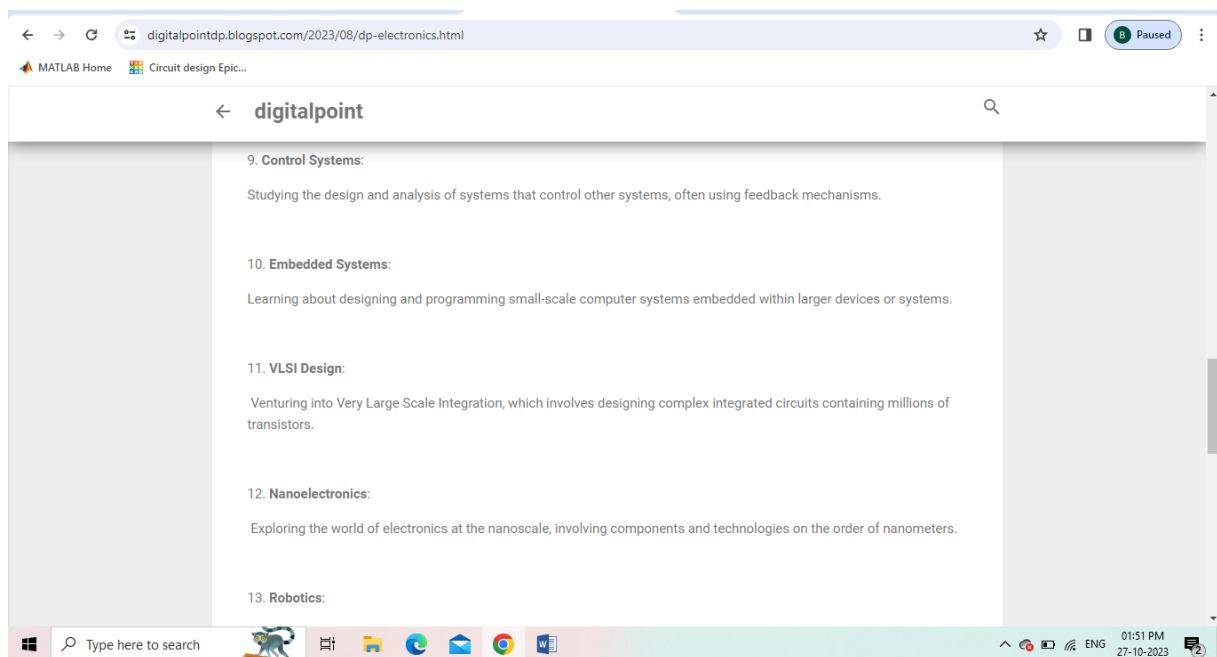 digitalpointdp.blogspot.com/2023/08/dp-electronics.html
B Paused
MATLAB Home Circuit design Epic...
digitalpoint
9. Control Systems:
Studying the design and analysis of systems that control other systems, often using feedback mechanisms.
10. Embedded Systems:
Learning about designing and programming small-scale computer systems embedded within larger devices or systems.
11. VLSI Design:
Venturing into Very Large Scale Integration, which involves designing complex integrated circuits containing millions of
transistors.
12. Nanoelectronics:
Exploring the world of electronics at the nanoscale, involving components and technologies on the order of nanometers.
13. Robotics:
Type here to search
W
ENG
01:51 PM
27-10-2023
2